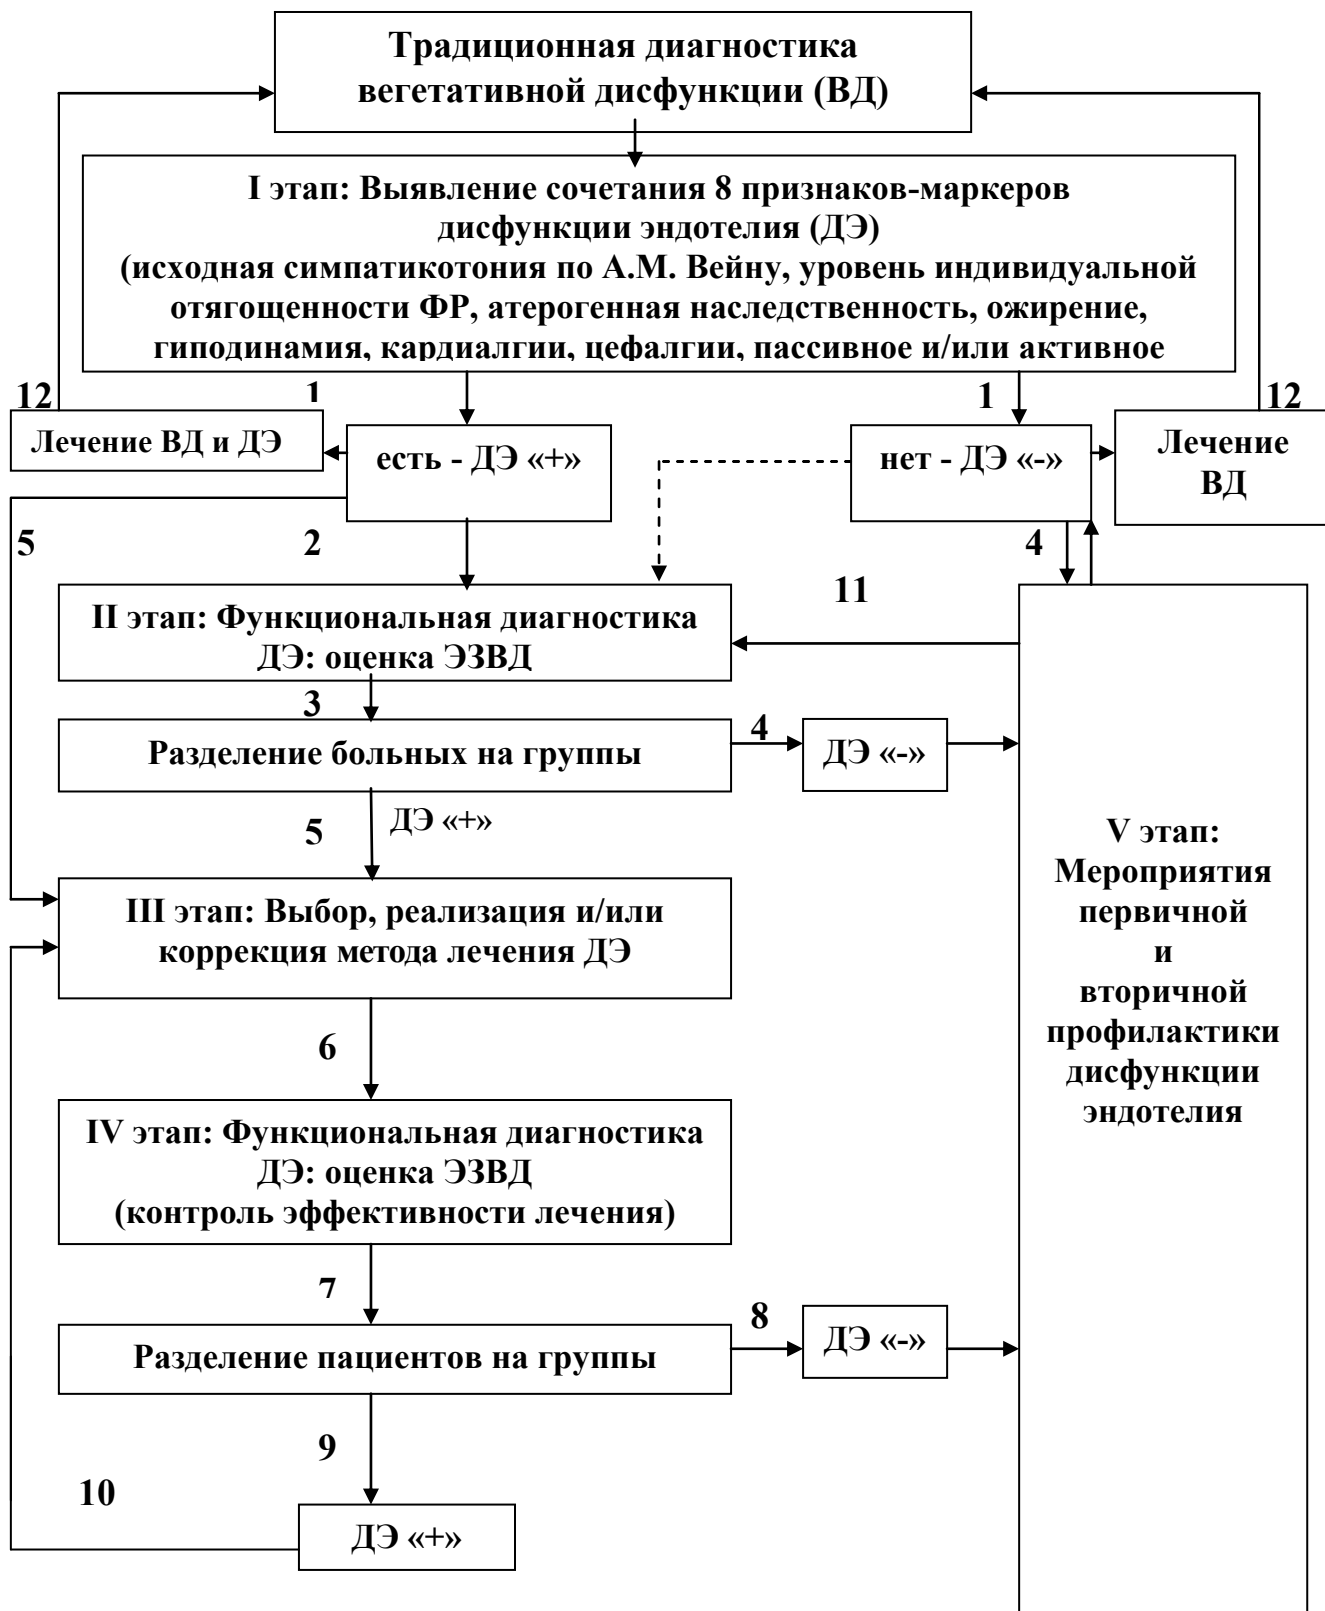 Традиционная диагностика
вегетативной дисфункции (ВД)
I этап: Выявление сочетания 8 признаков-маркеров
дисфункции эндотелия (ДЭ)
(исходная симпатикотония по А.М. Вейну, уровень индивидуальной
отягощенности ФР, атерогенная наследственность, ожирение,
гиподинамия, кардиалгии, цефалгии, пассивное и/или активное
12
1
1
12
Лечение ВД и ДЭ
есть - ДЭ «+»
нет - ДЭ «-»
Лечение
ВД
5
2
4
11
II этап: Функциональная диагностика
ДЭ: оценка ЭЗВД
3
Разделение больных на группы
4
ДЭ «-»
5
ДЭ «+»
III этап: Выбор, реализация и/или
коррекция метода лечения ДЭ
V этап:
Мероприятия
первичной
и
вторичной
профилактики
дисфункции
эндотелия
6
IV этап: Функциональная диагностика
ДЭ: оценка ЭЗВД
(контроль эффективности лечения)
7
Разделение пациентов на группы
8
ДЭ «-»
9
10
ДЭ «+»